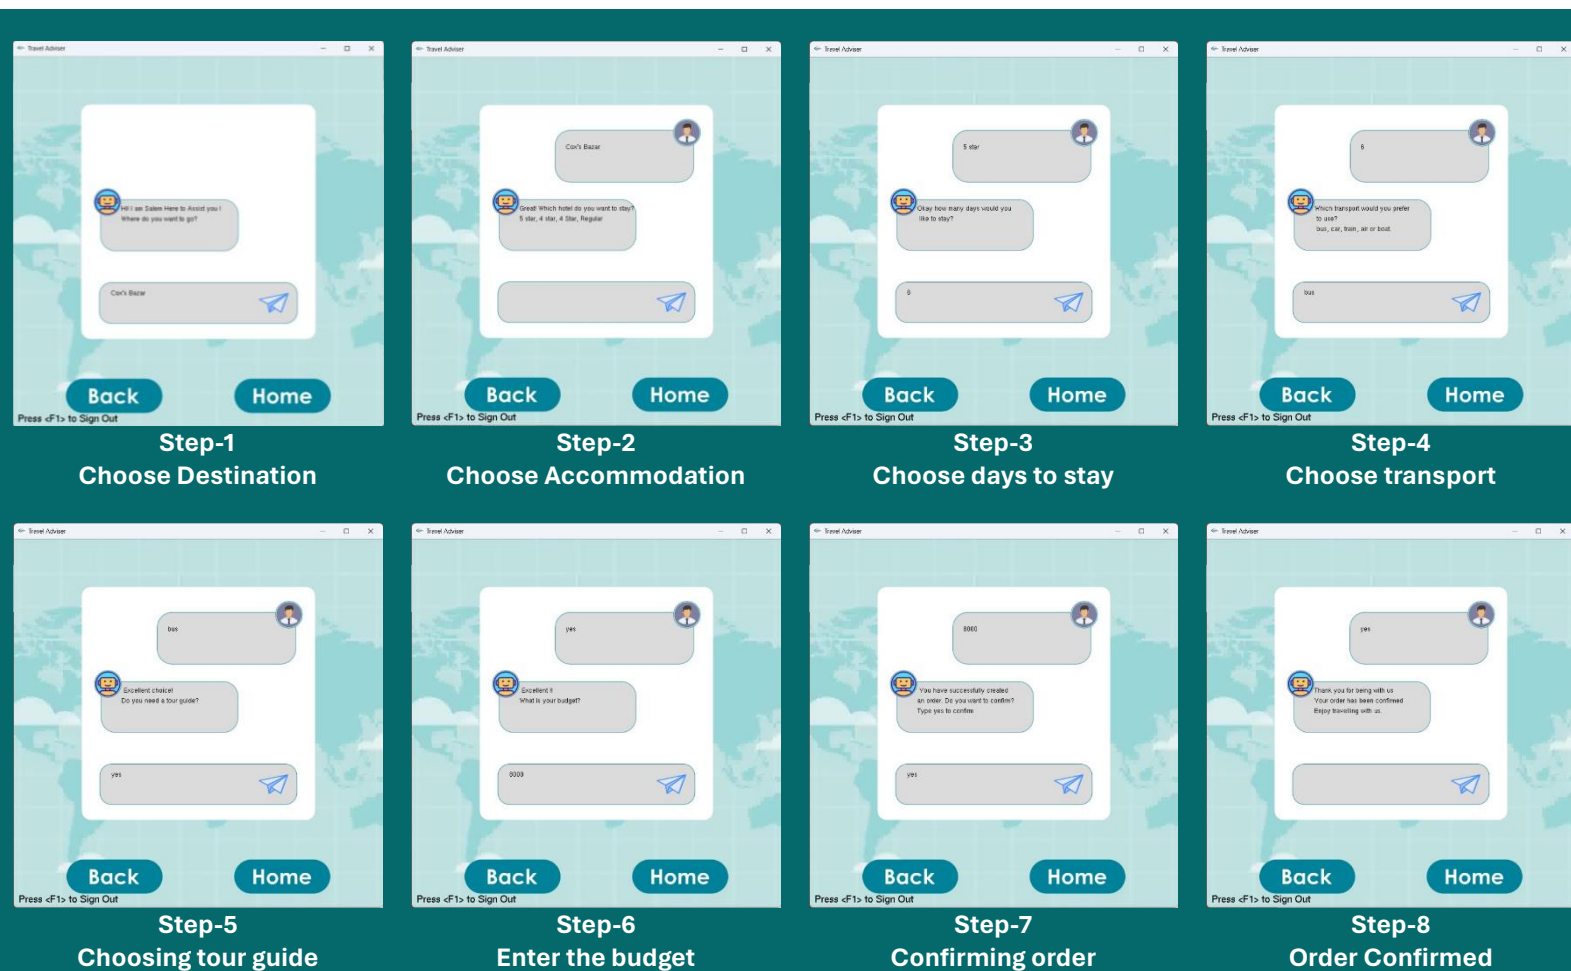 Travel Adviser
Hi! I am Salem Here to Assist you !
Where do you want to go?
Cox's Bazar
Back
Home
Press <F1> to Sign Out
Step-1
Choose Destination
Travel Adviser
Cox's Bazar
Great! Which hotel do you want to stay?
5 star, 4 star, 4 Star, Regular
Back
Home
Press <F1> to Sign Out
Step-2
Choose Accommodation
Travel Adviser
5 star
Okay how many days would you
like to stay?
6
Back
Home
Press <F1> to Sign Out
Step-3
Choose days to stay
Travel Adviser
6
Which transport would you prefer
to use?
bus, car, train, air or boat.
bus
Back
Home
Press <F1> to Sign Out
Step-4
Choose transport
Travel Adviser
bus
Excellent choice!
Do you need a tour guide?
yes
Back
Home
Press <F1> to Sign Out
Step-5
Choosing tour guide
Travel Adviser
yes
Excellent !!
What is your budget?
8000
Back
Home
Press <F1> to Sign Out
Step-6
Enter the budget
Travel Adviser
8000
You have successfully created
an order. Do you want to confirm?
Type yes to confirm
yes
Back
Home
Press <F1> to Sign Out
Step-7
Confirming order
Travel Adviser
yes
Thank you for being with us
Your order has been confirmed
Enjoy travelling with us.
Back
Home
Press <F1> to Sign Out
Step-8
Order Confirmed